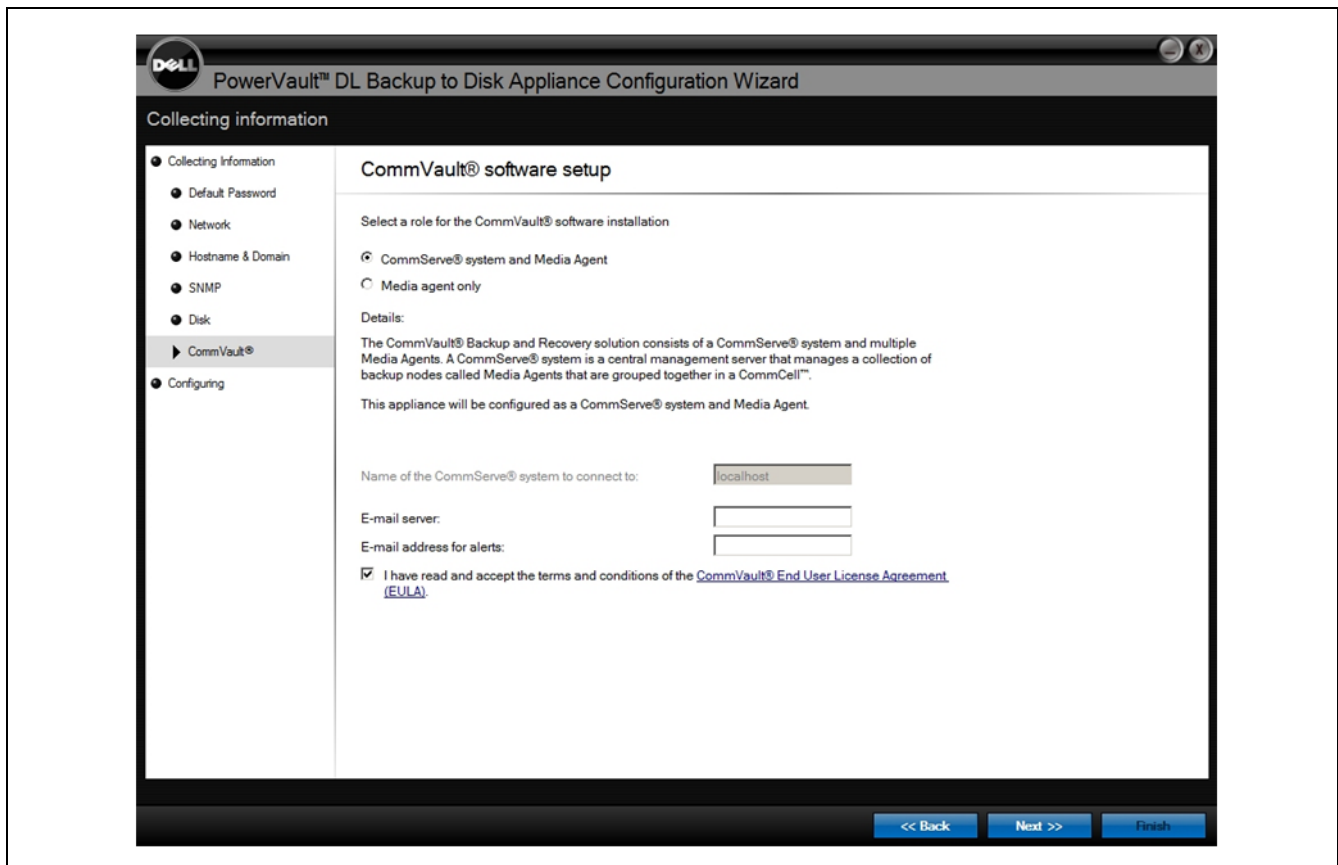 DELL
X
PowerVault™ DL Backup to Disk Appliance Configuration Wizard
Collecting information
Collecting Information
Default Password
Network
Hostname & Domain
SNMP
Disk
CommVault®
Configuring
CommVault® software setup
Select a role for the CommVault® software installation
CommServe® system and Media Agent
Media agent only
Details:
The CommVault® Backup and Recovery solution consists of a CommServe® system and multiple
Media Agents. A CommServe® system is a central management server that manages a collection of
backup nodes called Media Agents that are grouped together in a CommCell™.
This appliance will be configured as a CommServe® system and Media Agent.
Name of the CommServe® system to connect to: localhost
E-mail server:
E-mail address for alerts:
I have read and accept the terms and conditions of the CommVault® End User License Agreement
(EULA).
<< Back Next >> Finish